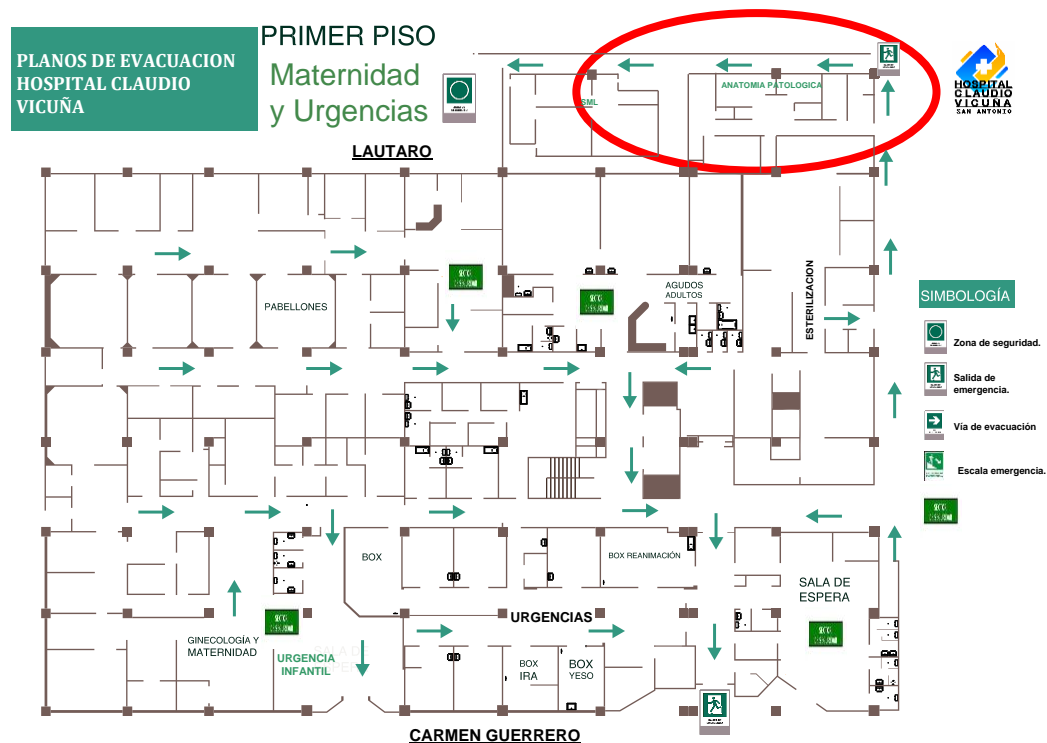 PLANOS DE EVACUACION
HOSPITAL CLAUDIO
VICUÑA
PRIMER PISO
Maternidad
y Urgencias
LAUTARO
SML
ANATOMIA PATOLOGICA
HOSPITAL
CLAUDIO
VICUÑA
SAN ANTONIO
PABELLONES
AGUDOS
ADULTOS
ESTERILIZACION
SIMBOLOGÍA
Zona de seguridad.
Salida de
emergencia.
Vía de evacuación
Escala emergencia.
BOX
BOX REANIMACIÓN
SALA DE
ESPERA
URGENCIAS
GINECOLOGÍA Y
MATERNIDAD
SALA DE
URGENCIA
INFANTIL
BOX
IRA
BOX
YESO
CARMEN GUERRERO